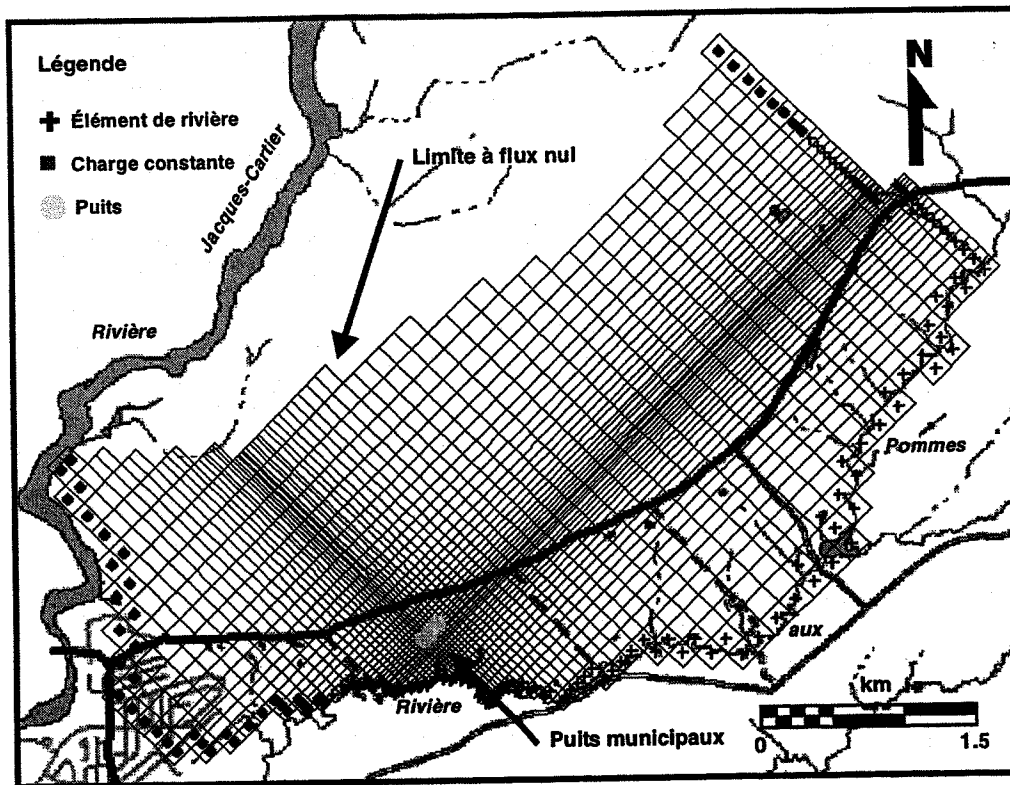 Légende
Élément de rivière
Charge constante
Puits
Jacques-Cartier
Rivière
Limite à flux nul
N
Pommes
aux
Rivière
Puits municipaux
km
0 1.5